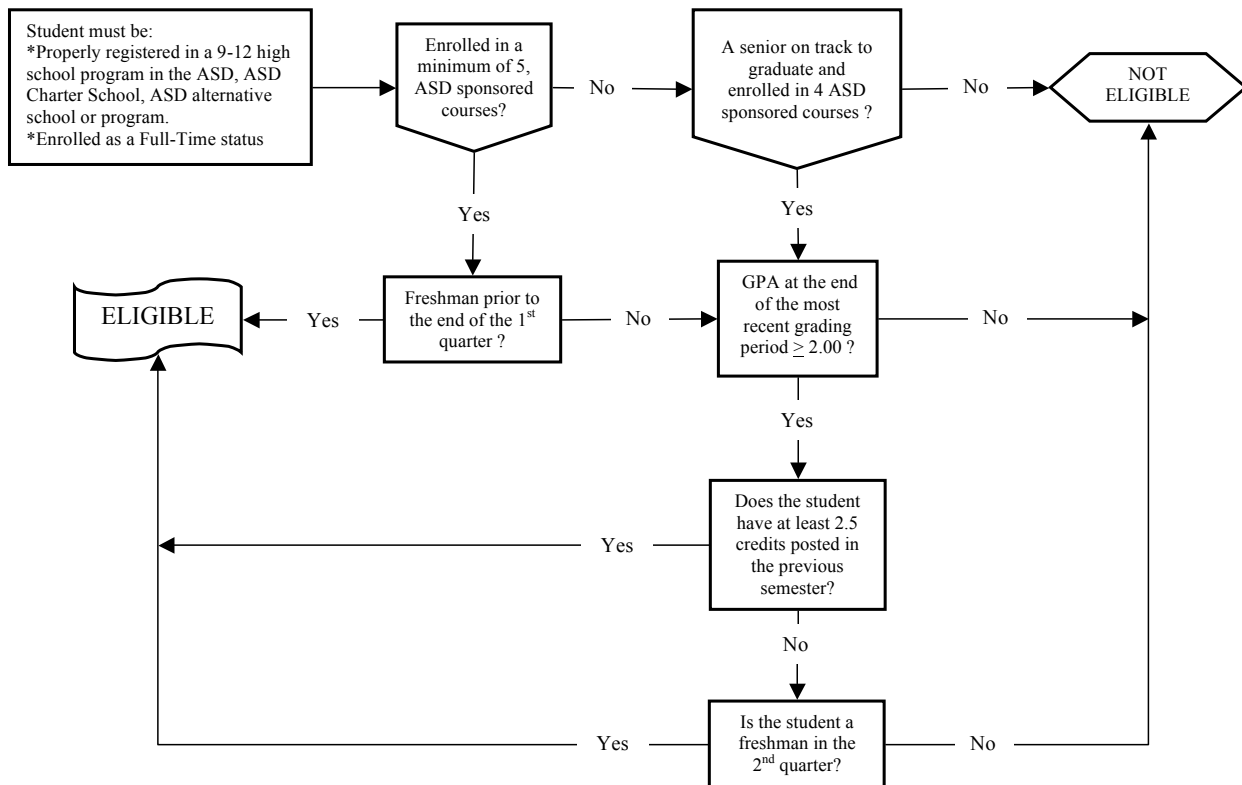 Student must be:
*Properly registered in a 9-12 high
school program in the ASD, ASD
Charter School, ASD alternative
school or program.
*Enrolled as a Full-Time status
Enrolled in a
minimum of 5,
ASD sponsored
courses?
No
A senior on track to
graduate and
enrolled in 4 ASD
sponsored courses ?
No
NOT
ELIGIBLE
Yes
Yes
ELIGIBLE
Yes
Freshman prior to
the end of the 1st
quarter ?
No
GPA at the end
of the most
recent grading
period ≥ 2.00 ?
No
Yes
Yes
Does the student
have at least 2.5
credits posted in
the previous
semester?
No
Yes
Is the student a
freshman in the
2nd quarter?
No